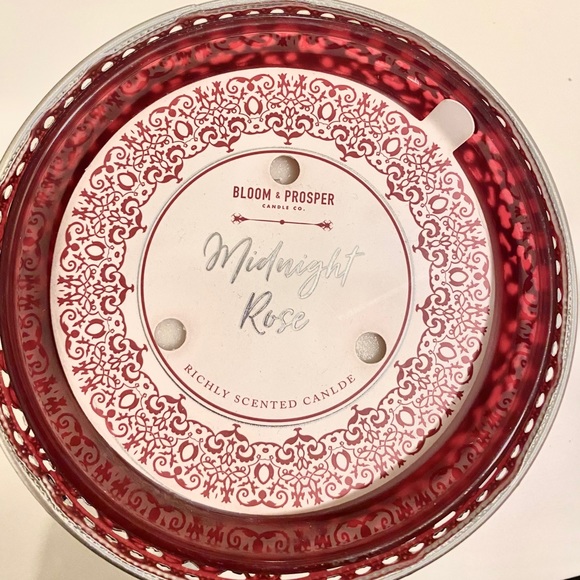 BLOOM & PROSPER
CANDLE CO.
Midnight
Rose
RICHLY SCENTED CANLDE